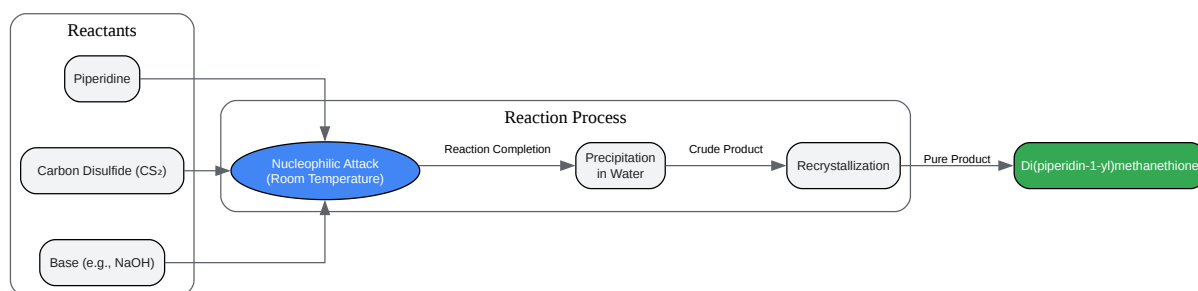 Reactants
Piperidine
Carbon Disulfide (CS₂)
Base (e.g., NaOH)
Reaction Process
Nucleophilic Attack
(Room Temperature)
Reaction Completion
Precipitation
in Water
Crude Product
Recrystallization
Pure Product
Di(piperidin-1-yl)methanethione